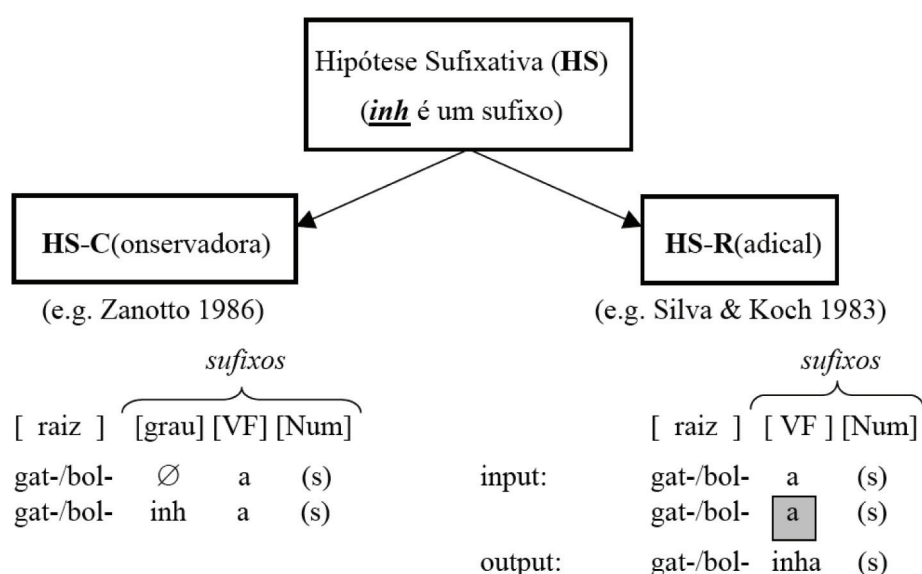 Hipótese Sufixativa (HS)
(inh é um sufixo)
HS-C(onservadora)
(e.g. Zanotto 1986)
sufixos
[ raiz ] [grau] [VF] [Num]
gat-/bol- ∅ a (s)
gat-/bol- inh a (s)
HS-R(adical)
(e.g. Silva & Koch 1983)
sufixos
[ raiz ] [ VF ] [Num]
input: gat-/bol- a (s)
gat-/bol- a (s)
output: gat-/bol- inha (s)